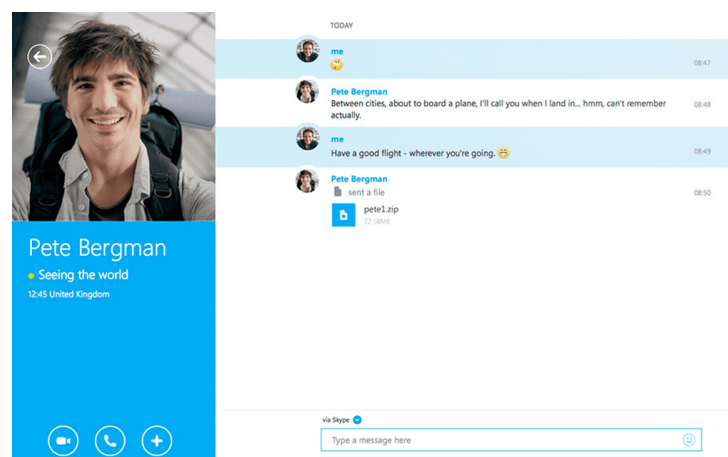 TODAY
me
08:47
Pete Bergman
Between cities, about to board a plane, I'll call you when I land in... hmm, can't remember
08:48
actually.
me
Have a good flight - wherever you're going.
08:49
Pete Bergman
sent a file
08:50
pete1.zip
22.58MB
Pete Bergman
Seeing the world
12:45 United Kingdom
via Skype
Type a message here